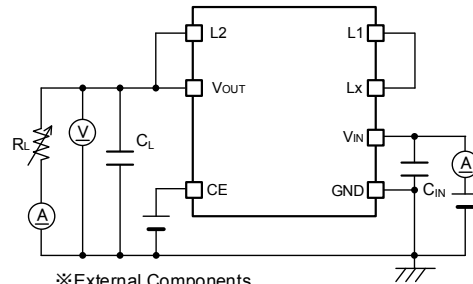 L2 L1
VOUT Lx
RL V CL VIN
A
CE GND CIN
A
※External Components